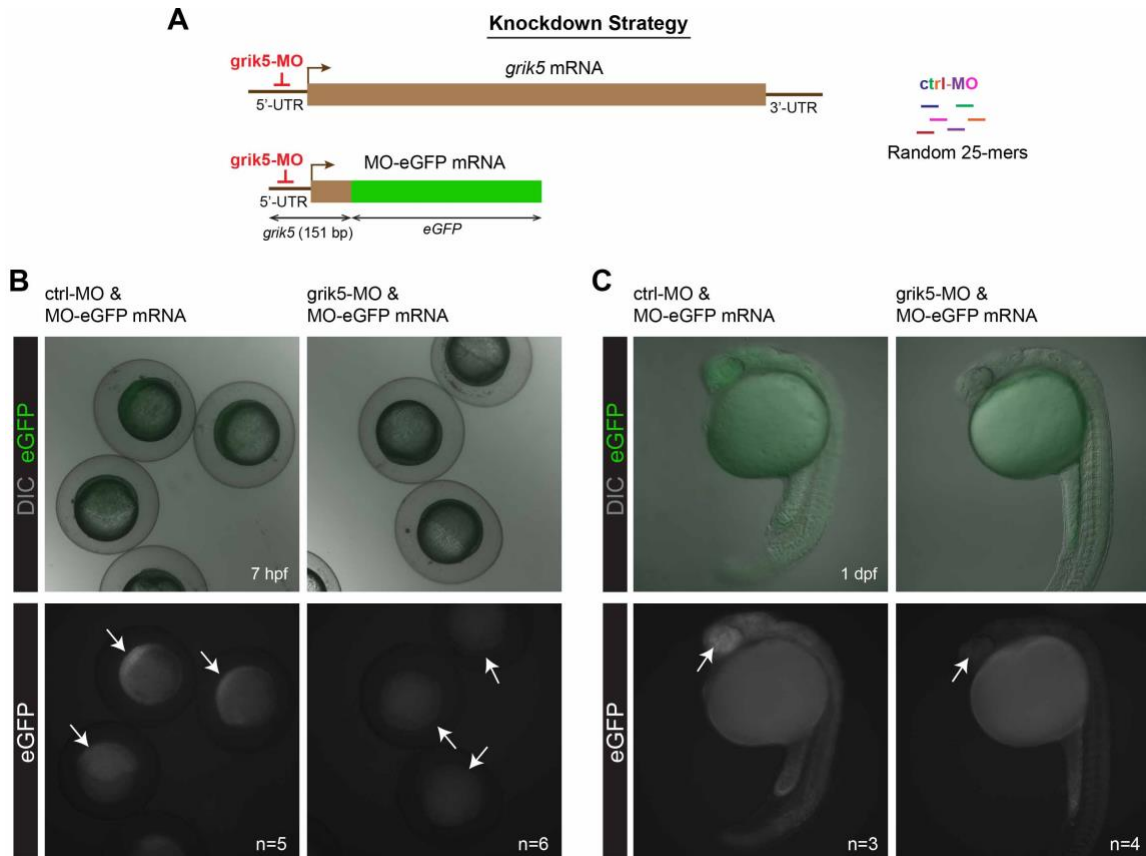 A
Knockdown Strategy
grik5-MO
grik5 mRNA
5'-UTR
3'-UTR
ctrl-MO
Random 25-mers
grik5-MO
MO-eGFP mRNA
5'-UTR
grik5 (151 bp)
eGFP
B
ctrl-MO &
MO-eGFP mRNA
grik5-MO &
MO-eGFP mRNA
DIC eGFP
7 hpf
eGFP
n=5
n=6
C
ctrl-MO &
MO-eGFP mRNA
grik5-MO &
MO-eGFP mRNA
DIC eGFP
1 dpf
eGFP
n=3
n=4